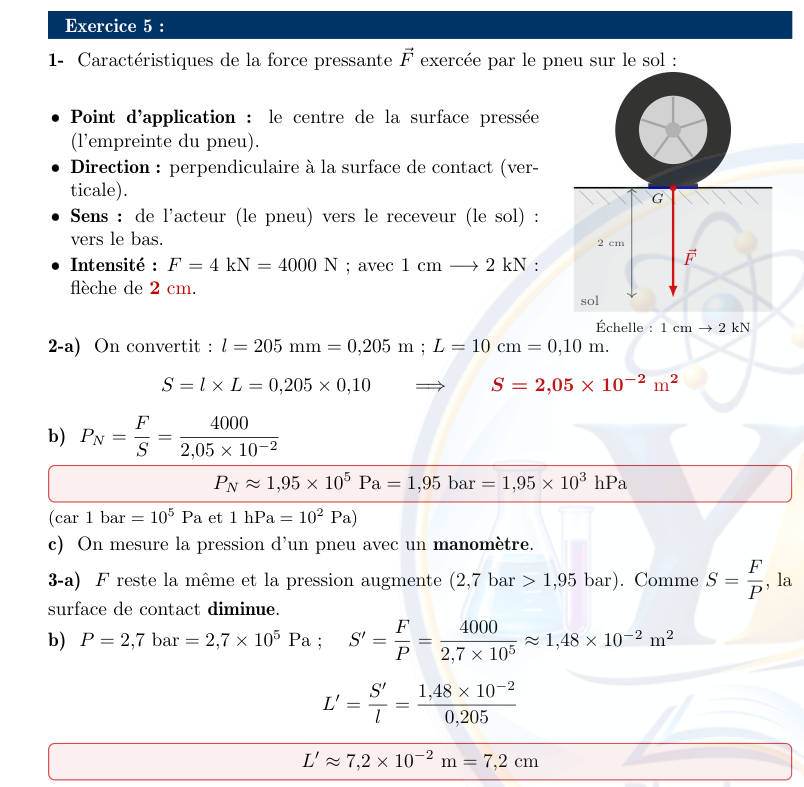 Exercice 5 :
1- Caractéristiques de la force pressante F⃗ exercée par le pneu sur le sol :
• Point d'application : le centre de la surface pressée
(l'empreinte du pneu).
• Direction : perpendiculaire à la surface de contact (ver-
ticale).
• Sens : de l'acteur (le pneu) vers le receveur (le sol) :
vers le bas.
• Intensité : F = 4 kN = 4000 N ; avec 1 cm ⟶ 2 kN :
flèche de 2 cm.
G
2 cm
F⃗
sol
Échelle : 1 cm → 2 kN
2-a) On convertit : l = 205 mm = 0,205 m ; L = 10 cm = 0,10 m.
S = l × L = 0,205 × 0,10 ⟹ S = 2,05 × 10⁻² m²
b) P_N = F/S = 4000/(2,05 × 10⁻²)
P_N ≈ 1,95 × 10⁵ Pa = 1,95 bar = 1,95 × 10³ hPa
(car 1 bar = 10⁵ Pa et 1 hPa = 10² Pa)
c) On mesure la pression d'un pneu avec un manomètre.
3-a) F reste la même et la pression augmente (2,7 bar > 1,95 bar). Comme S = F/P, la
surface de contact diminue.
b) P = 2,7 bar = 2,7 × 10⁵ Pa ; S′ = F/P = 4000/(2,7 × 10⁵) ≈ 1,48 × 10⁻² m²
L′ = S′/l = (1,48 × 10⁻²)/0,205
L′ ≈ 7,2 × 10⁻² m = 7,2 cm